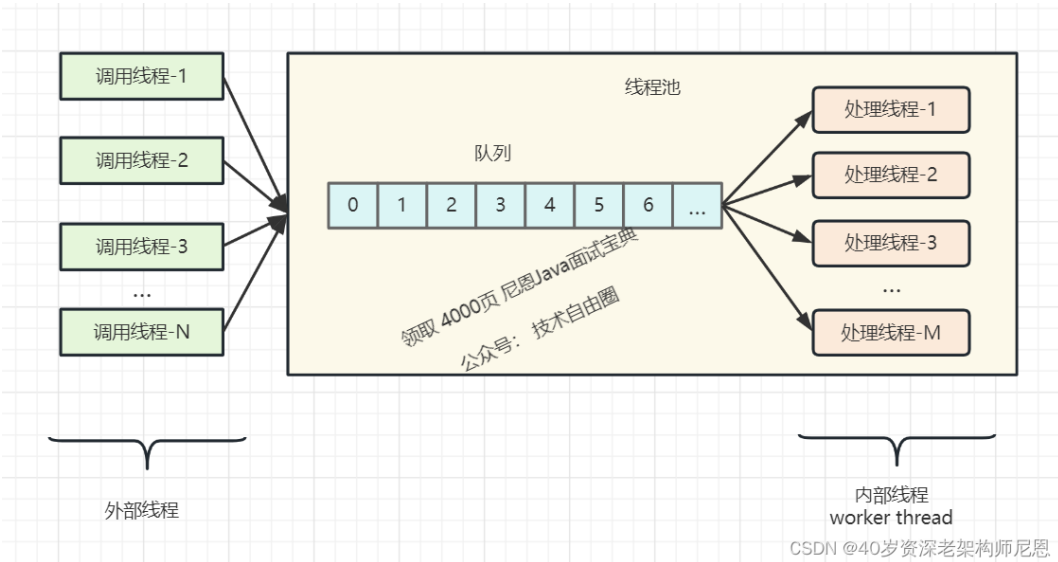 调用线程-1
调用线程-2
调用线程-3
...
调用线程-N
外部线程
线程池
队列
0 1 2 3 4 5 6 ...
领取 4000页 尼恩Java面试宝典
公众号： 技术自由圈
处理线程-1
处理线程-2
处理线程-3
...
处理线程-M
内部线程
worker thread
CSDN @40岁资深老架构师尼恩